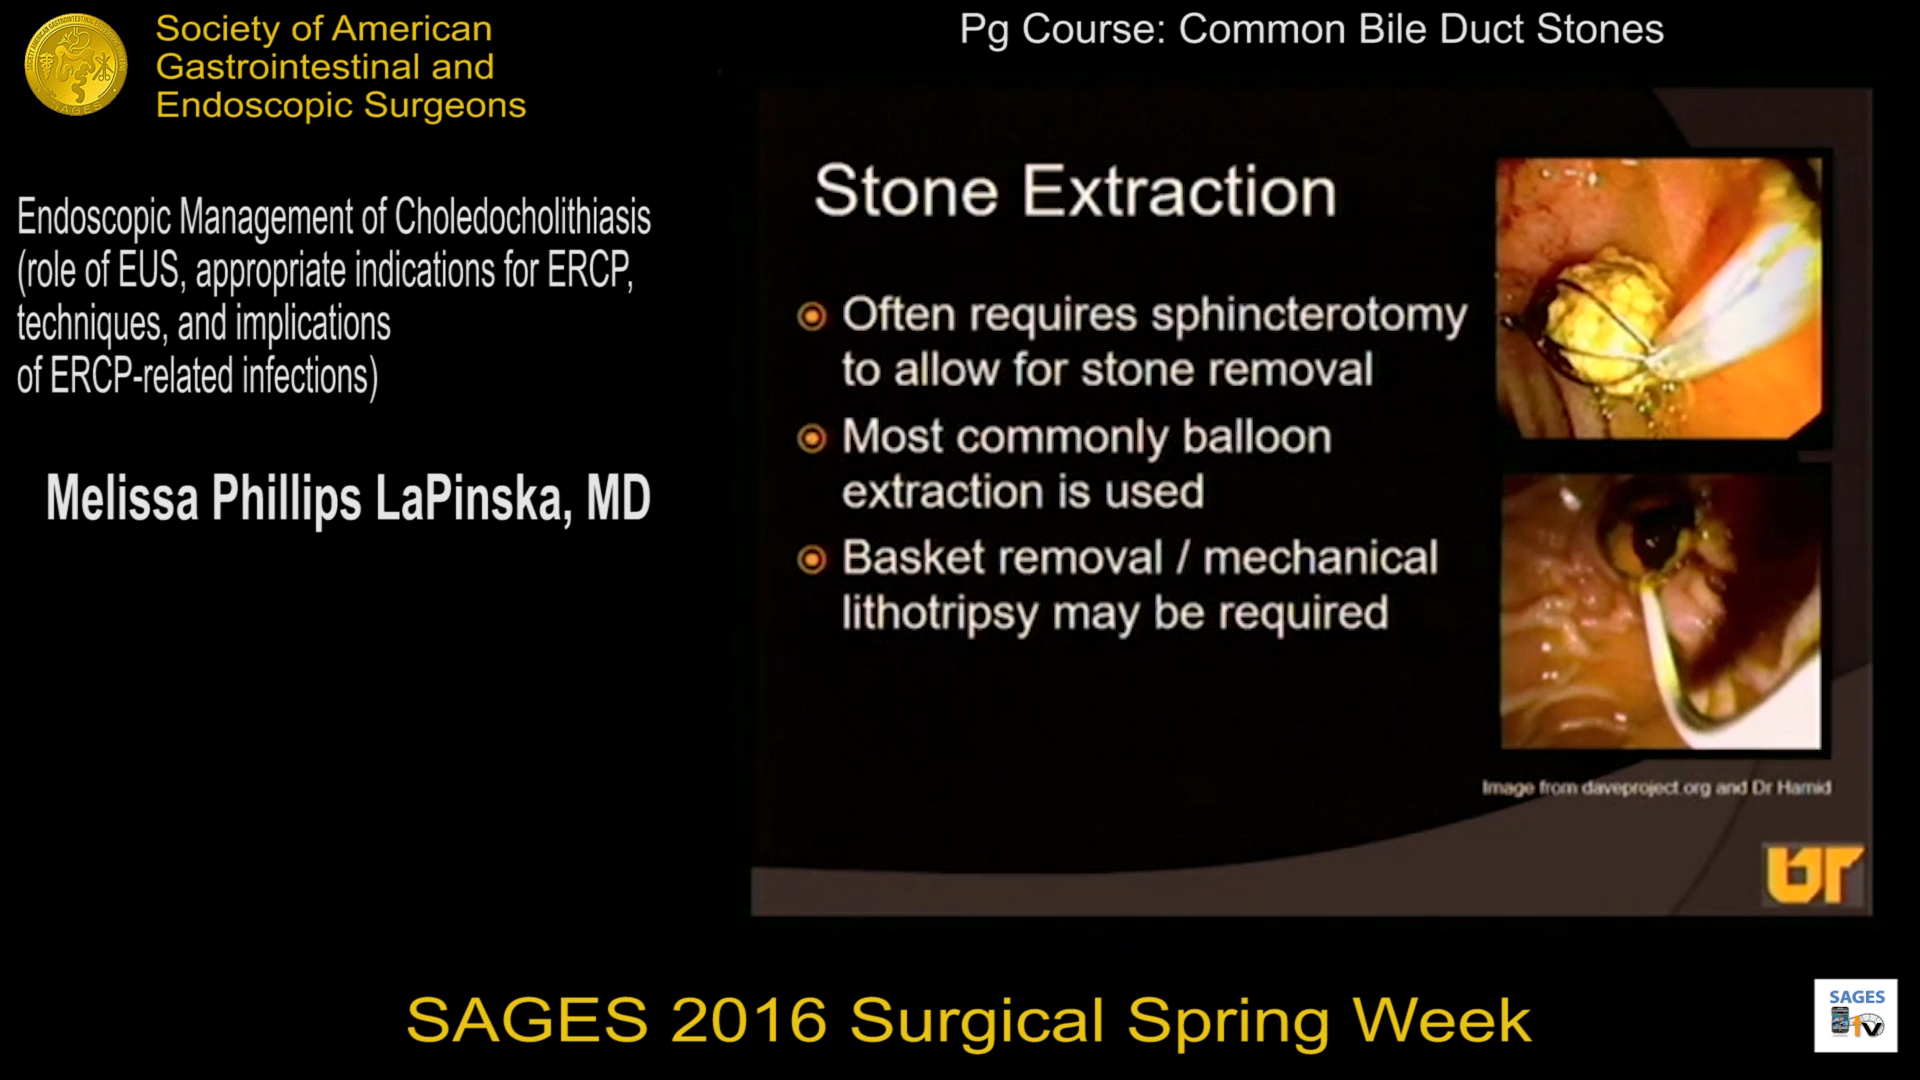 Society of American
Gastrointestinal and
Endoscopic Surgeons
Pg Course: Common Bile Duct Stones
Endoscopic Management of Choledocholithiasis
(role of EUS, appropriate indications for ERCP,
techniques, and implications
of ERCP-related infections)
Melissa Phillips LaPinska, MD
Stone Extraction
Often requires sphincterotomy
to allow for stone removal
Most commonly balloon
extraction is used
Basket removal / mechanical
lithotripsy may be required
Image from daveproject.org and Dr Hamid
UT
SAGES 2016 Surgical Spring Week
SAGES
tv